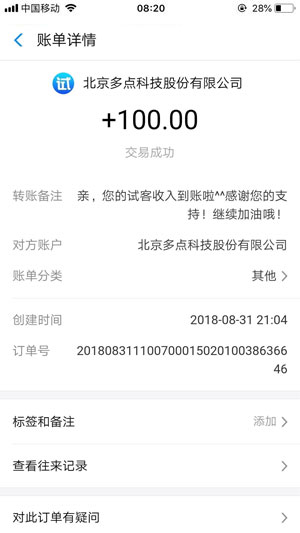 中国移动 08:20 28%
账单详情
试 北京多点科技股份有限公司
+100.00
交易成功
转账备注 亲，您的试客收入到账啦^^感谢您的支
持！继续加油哦！
对方账户 北京多点科技股份有限公司
账单分类 其他
创建时间 2018-08-31 21:04
订单号 20180831110070001502010038636​6
46
标签和备注 添加
查看往来记录
对此订单有疑问